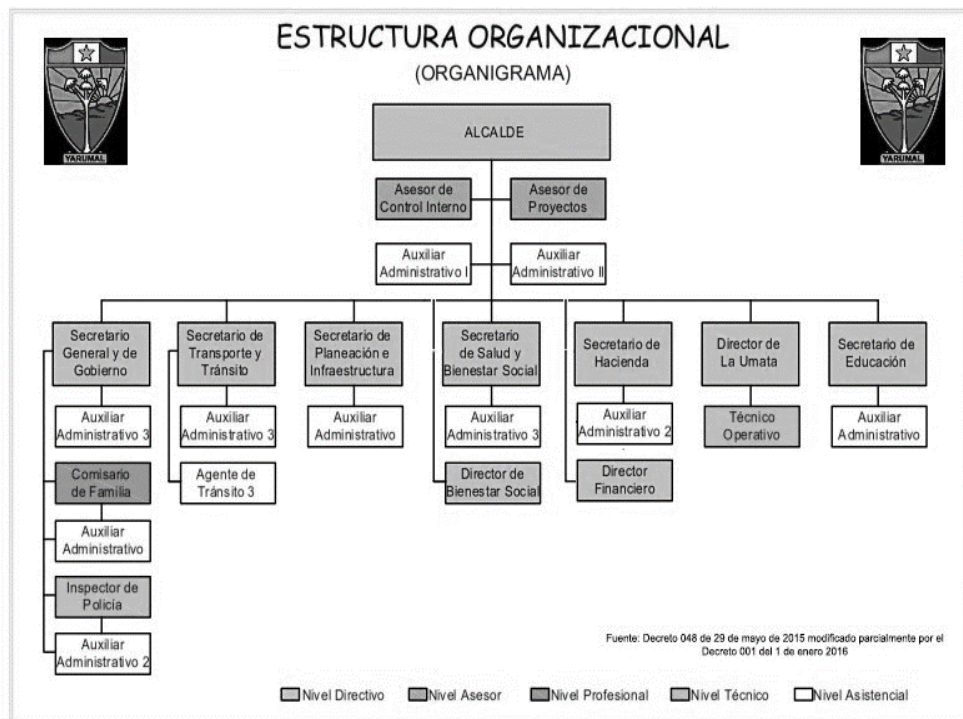 ESTRUCTURA ORGANIZACIONAL
(ORGANIGRAMA)
YARUMAL
YARUMAL
ALCALDE
Asesor de
Control Interno
Asesor de
Proyectos
Auxiliar
Administrativo I
Auxiliar
Administrativo II
Secretario
General y de
Gobierno
Secretario de
Transporte y
Tránsito
Secretario de
Planeación e
Infraestructura
Secretario
de Salud y
Bienestar Social
Secretario de
Hacienda
Director de
La Umata
Secretario de
Educación
Auxiliar
Administrativo 3
Auxiliar
Administrativo 3
Auxiliar
Administrativo
Auxiliar
Administrativo 3
Auxiliar
Administrativo 2
Técnico
Operativo
Auxiliar
Administrativo
Comisario
de Familia
Agente de
Tránsito 3
Director de
Bienestar Social
Director
Financiero
Auxiliar
Administrativo
Inspector de
Policía
Auxiliar
Administrativo 2
Fuente: Decreto 048 de 29 de mayo de 2015 modificado parcialmente por el
Decreto 001 del 1 de enero 2016
Nivel Directivo
Nivel Asesor
Nivel Profesional
Nivel Técnico
Nivel Asistencial